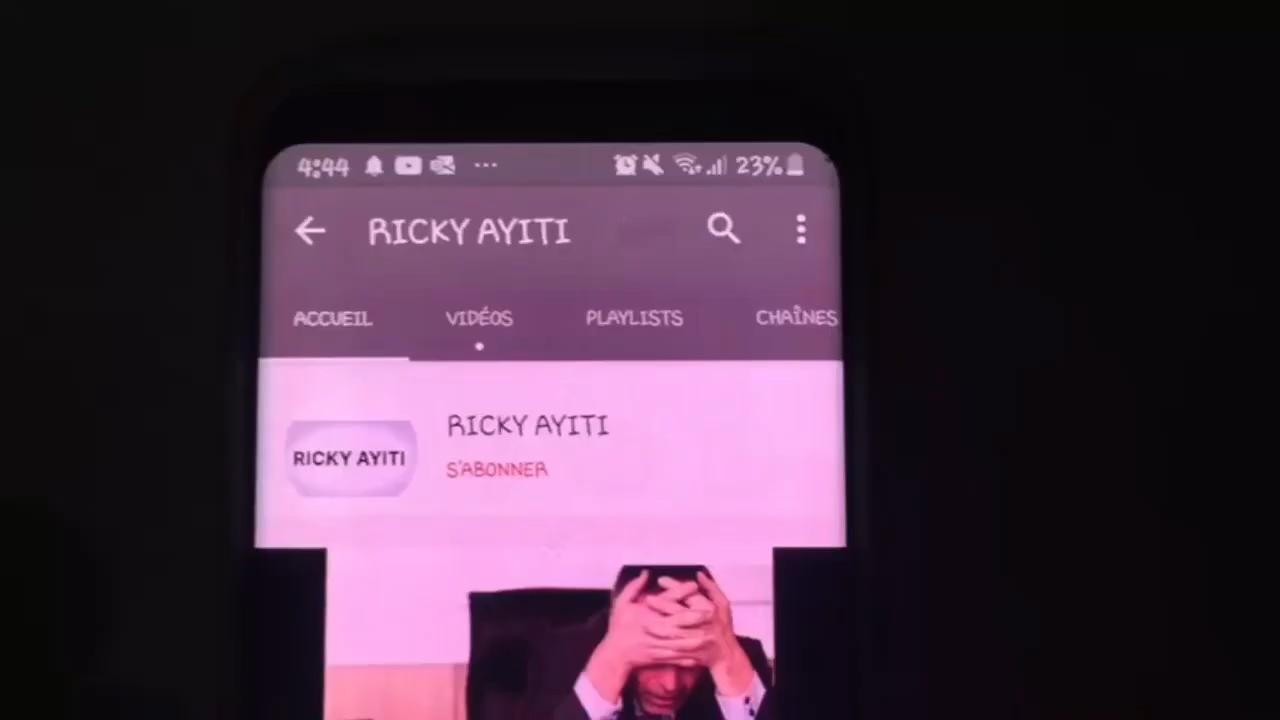 4:44 23%
RICKY AYITI
ACCUEIL VIDÉOS PLAYLISTS CHAÎNES
RICKY AYITI
RICKY AYITI
S'ABONNER